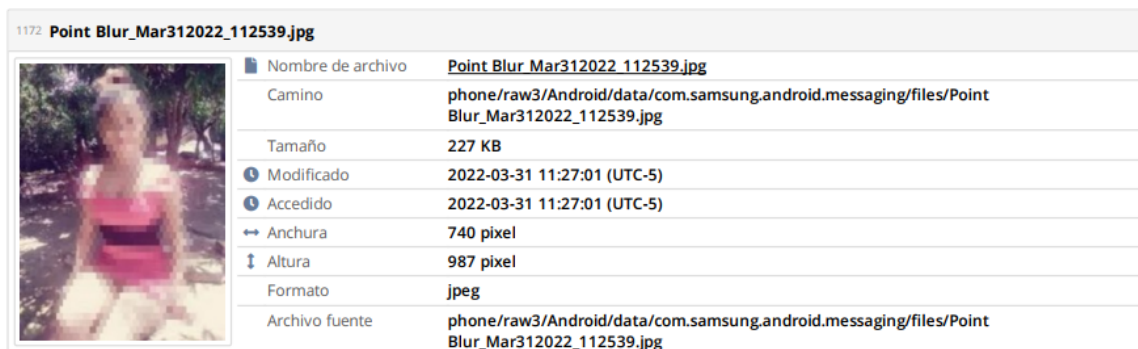 1172 Point Blur_Mar312022_112539.jpg
Nombre de archivo Point Blur_Mar312022_112539.jpg
Camino phone/raw3/Android/data/com.samsung.android.messaging/files/Point
Blur_Mar312022_112539.jpg
Tamaño 227 KB
Modificado 2022-03-31 11:27:01 (UTC-5)
Accedido 2022-03-31 11:27:01 (UTC-5)
Anchura 740 pixel
Altura 987 pixel
Formato jpeg
Archivo fuente phone/raw3/Android/data/com.samsung.android.messaging/files/Point
Blur_Mar312022_112539.jpg